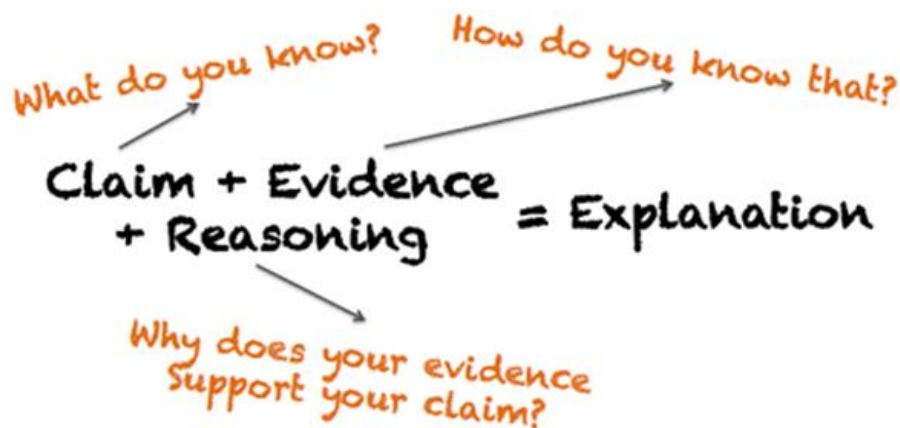 What do you know?
How do you know that?
Claim + Evidence
+ Reasoning
= Explanation
Why does your evidence
Support your claim?